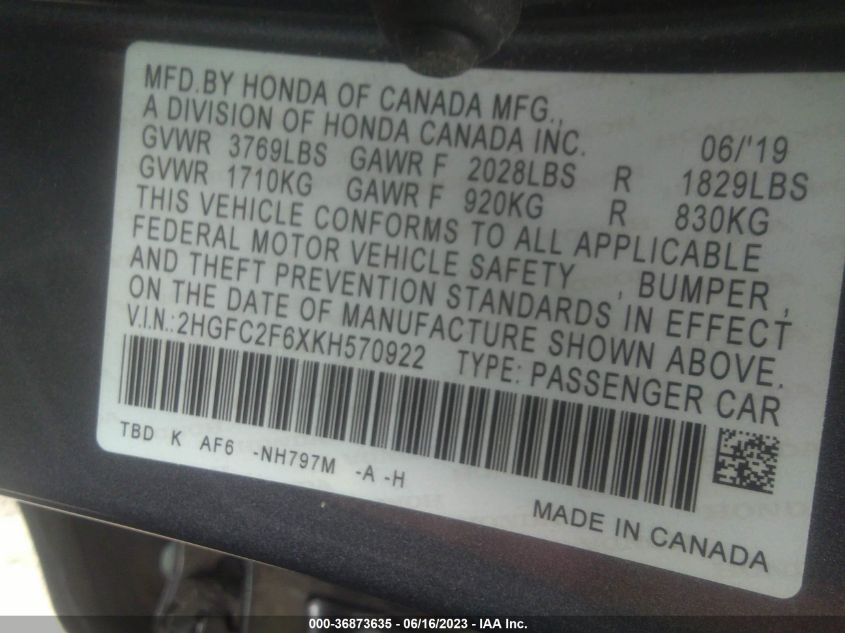 MFD.BY HONDA OF CANADA MFG.,
A DIVISION OF HONDA CANADA INC. 06/'19
GVWR 3769LBS GAWR F 2028LBS R 1829LBS
GVWR 1710KG GAWR F 920KG R 830KG
THIS VEHICLE CONFORMS TO ALL APPLICABLE
FEDERAL MOTOR VEHICLE SAFETY , BUMPER ,
AND THEFT PREVENTION STANDARDS IN EFFECT
ON THE DATE OF MANUFACTURE SHOWN ABOVE.
V.I.N.:2HGFC2F6XKH570922 TYPE: PASSENGER CAR
TBD K AF6 -NH797M -A -H
MADE IN CANADA
000-36873635 - 06/16/2023 - IAA Inc.